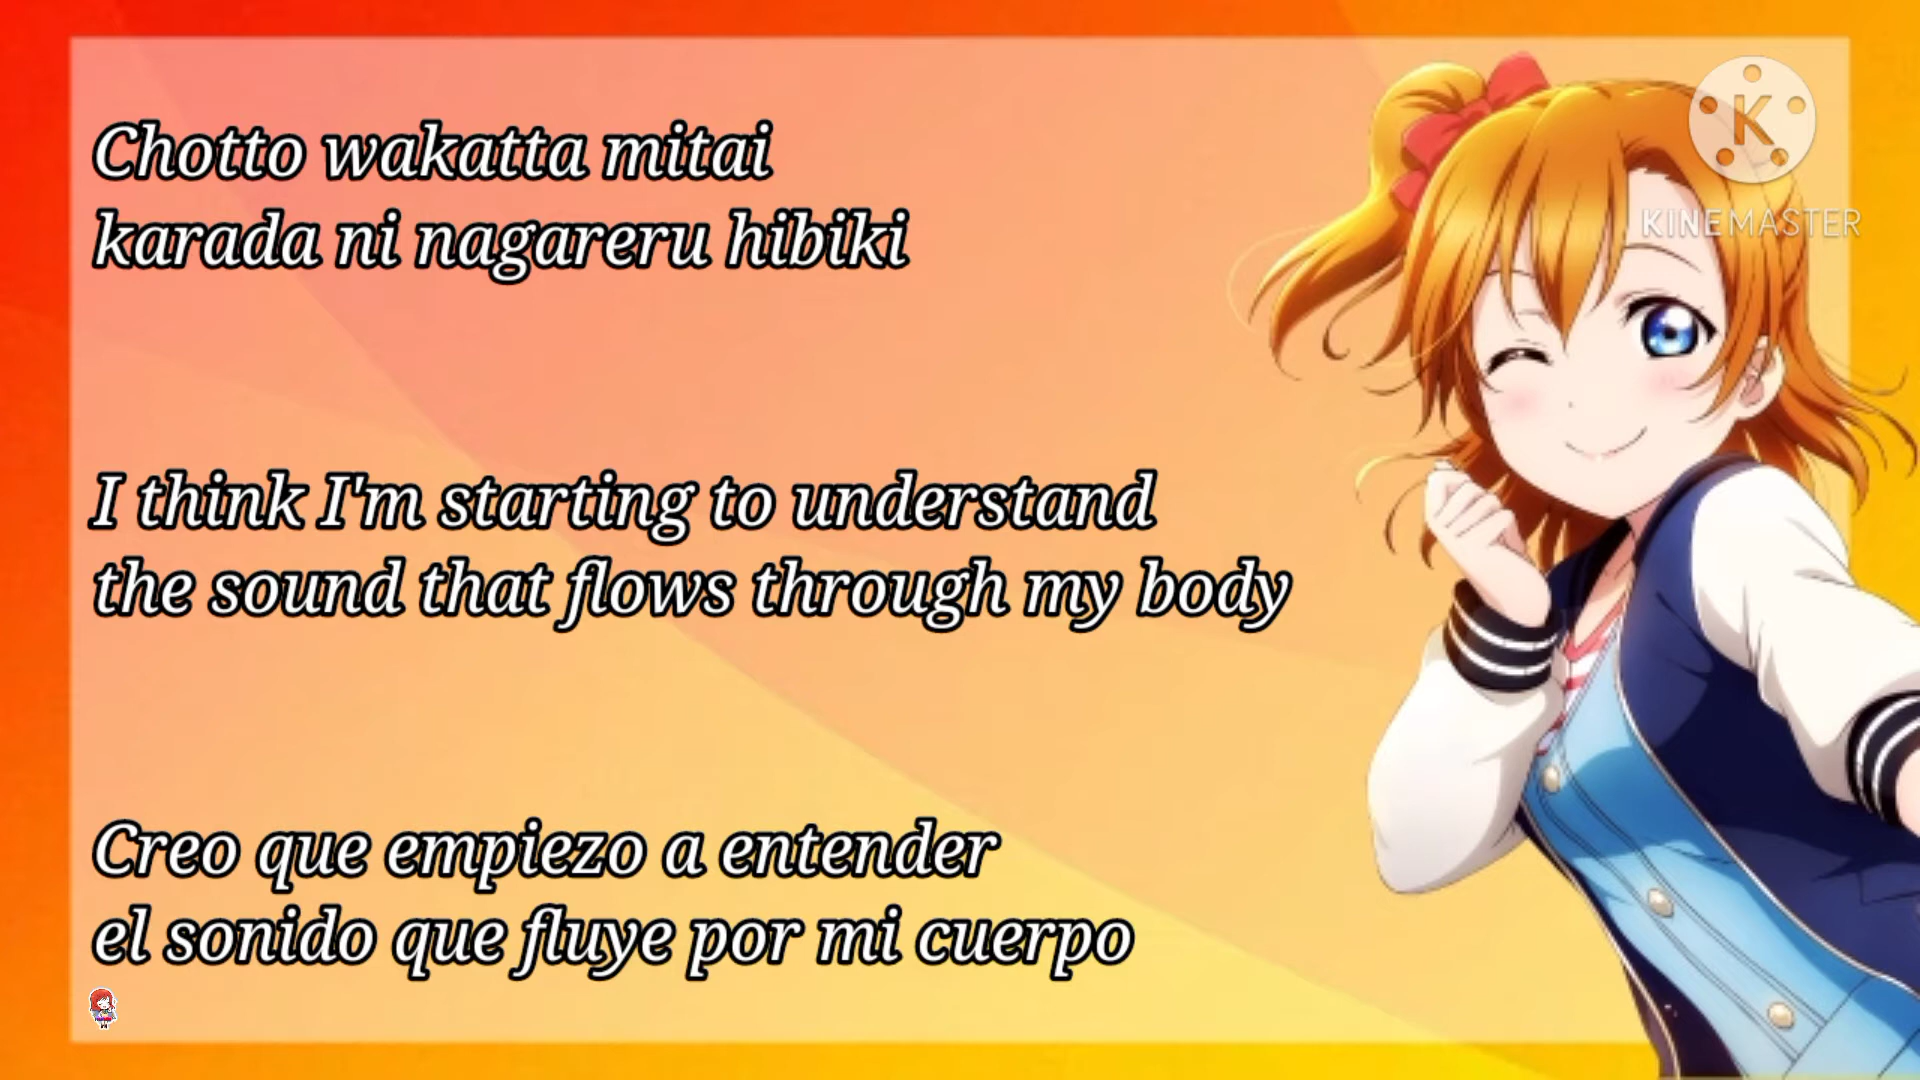 Chotto wakatta mitai
karada ni nagareru hibiki
I think I'm starting to understand
the sound that flows through my body
Creo que empiezo a entender
el sonido que fluye por mi cuerpo
K
KINEMASTER